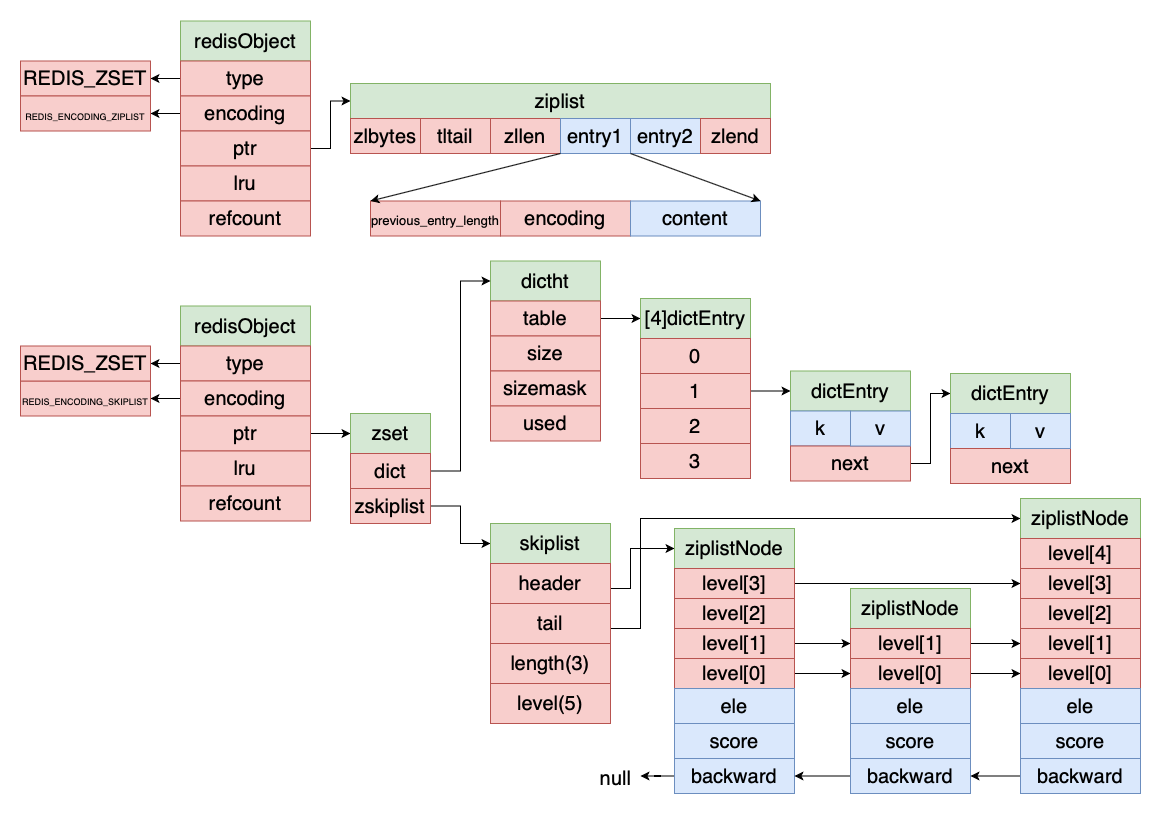 redisObject
REDIS_ZSET
type
REDIS_ENCODING_ZIPLIST
encoding
ptr
lru
refcount
ziplist
zlbytes tltail zllen entry1 entry2 zlend
previous_entry_length encoding content
redisObject
REDIS_ZSET
type
REDIS_ENCODING_SKIPLIST
encoding
ptr
lru
refcount
zset
dict
zskiplist
dictht
table
size
sizemask
used
[4]dictEntry
0
1
2
3
dictEntry
k v
next
dictEntry
k v
next
skiplist
header
tail
length(3)
level(5)
ziplistNode
level[3]
level[2]
level[1]
level[0]
ele
score
backward
null
ziplistNode
level[1]
level[0]
ele
score
backward
ziplistNode
level[4]
level[3]
level[2]
level[1]
level[0]
ele
score
backward